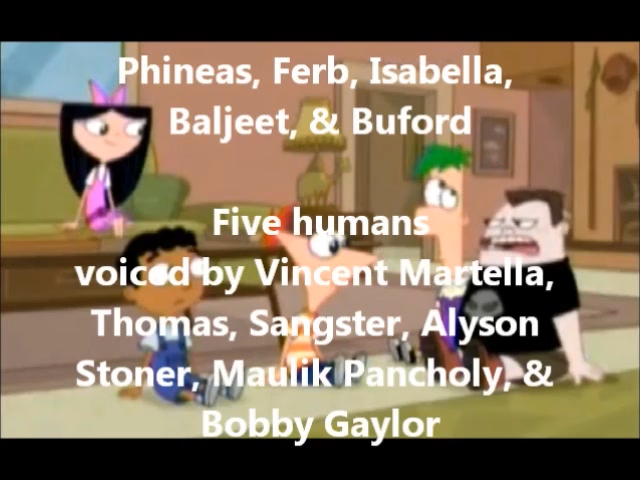 Phineas, Ferb, Isabella,
Baljeet, & Buford
Five humans
voiced by Vincent Martella,
Thomas, Sangster, Alyson
Stoner, Maulik Pancholy, &
Bobby Gaylor